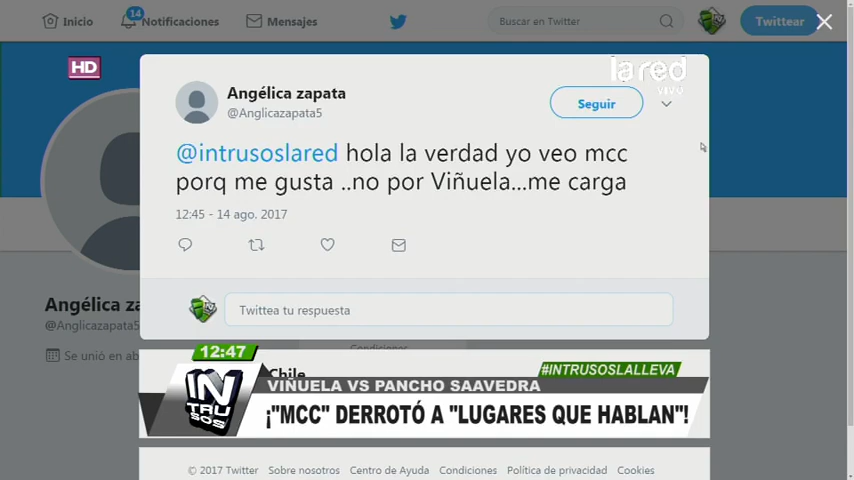 Inicio
14
Notificaciones
Mensajes
Buscar en Twitter
Twittear
HD
la red
VIVO
Angélica zapata
@Anglicazapata5
Seguir
@intrusoslared hola la verdad yo veo mcc
porq me gusta ..no por Viñuela...me carga
12:45 - 14 ago. 2017
Angélica za
@Anglicazapata5
Twittea tu respuesta
Se unió en ab
Condiciones
12:47
Chile
#INTRUSOSLALLEVA
INTRUSOS
VIÑUELA VS PANCHO SAAVEDRA
¡"MCC" DERROTÓ A "LUGARES QUE HABLAN"!
© 2017 Twitter Sobre nosotros Centro de Ayuda Condiciones Política de privacidad Cookies